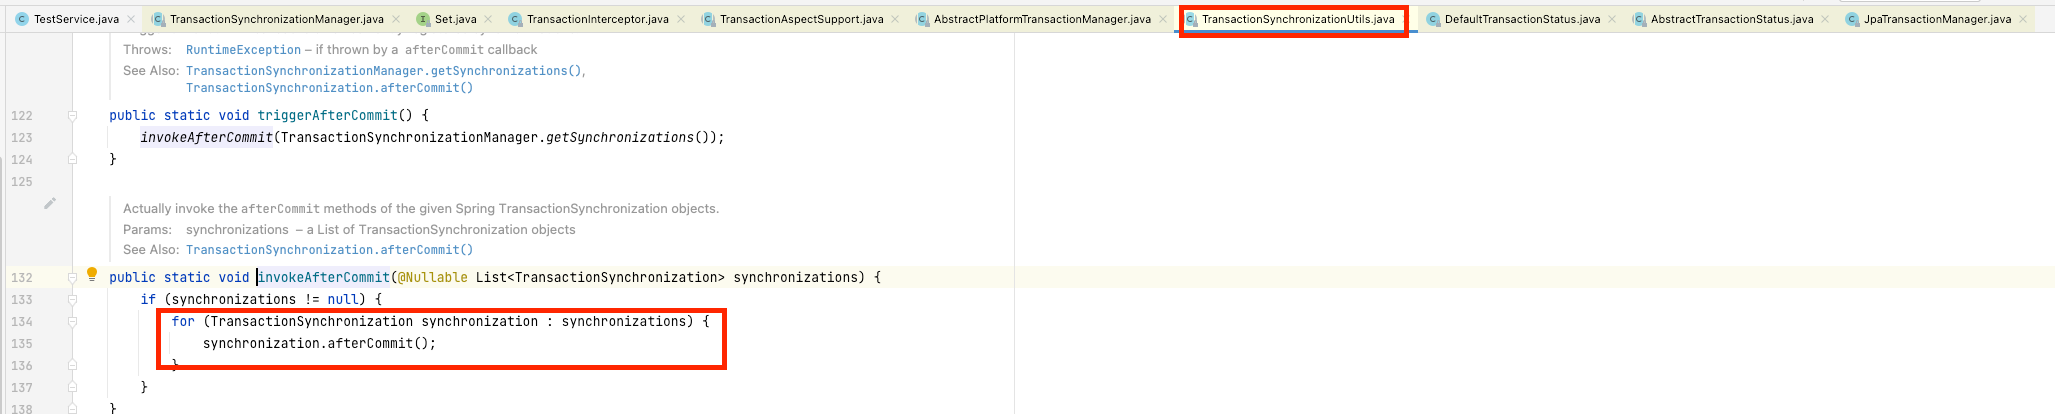 TestService.java TransactionSynchronizationManager.java Set.java TransactionInterceptor.java TransactionAspectSupport.java AbstractPlatformTransactionManager.java TransactionSynchronizationUtils.java DefaultTransactionStatus.java AbstractTransactionStatus.java JpaTransactionManager.java
Throws: RuntimeException – if thrown by a afterCommit callback
See Also: TransactionSynchronizationManager.getSynchronizations(),
TransactionSynchronization.afterCommit()
122 public static void triggerAfterCommit() {
123 invokeAfterCommit(TransactionSynchronizationManager.getSynchronizations());
124 }
125
Actually invoke the afterCommit methods of the given Spring TransactionSynchronization objects.
Params: synchronizations – a List of TransactionSynchronization objects
See Also: TransactionSynchronization.afterCommit()
132 public static void invokeAfterCommit(@Nullable List<TransactionSynchronization> synchronizations) {
133 if (synchronizations != null) {
134 for (TransactionSynchronization synchronization : synchronizations) {
135 synchronization.afterCommit();
136 }
137 }
138 }